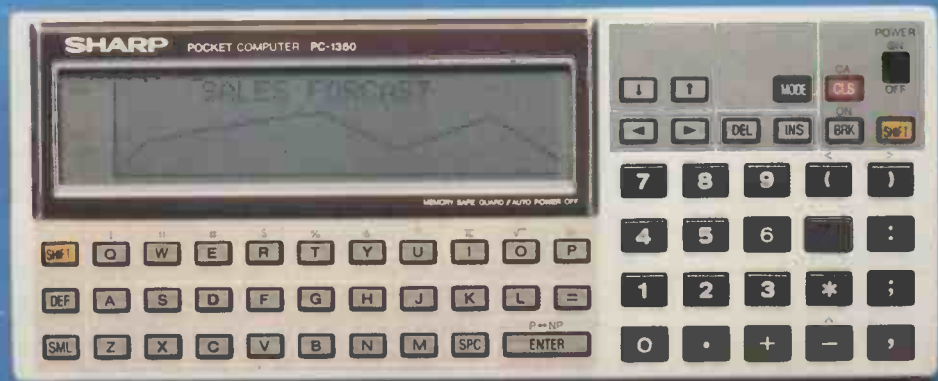 SHARP POCKET COMPUTER PC-1360
SALES FORCAST
MEMORY SAFE GUARD / AUTO POWER OFF
POWER
ON
OFF
↓ ↑ MODE CA CLS
◄ ► DEL INS ON BRK SHIFT
< >
7 8 9 ( )
4 5 6 :
1 2 3 * ;
^
0 • + − ,
! " # $ % & π √
SHIFT Q W E R T Y U I O P
DEF A S D F G H J K L =
P↔NP
SML Z X C V B N M SPC ENTER